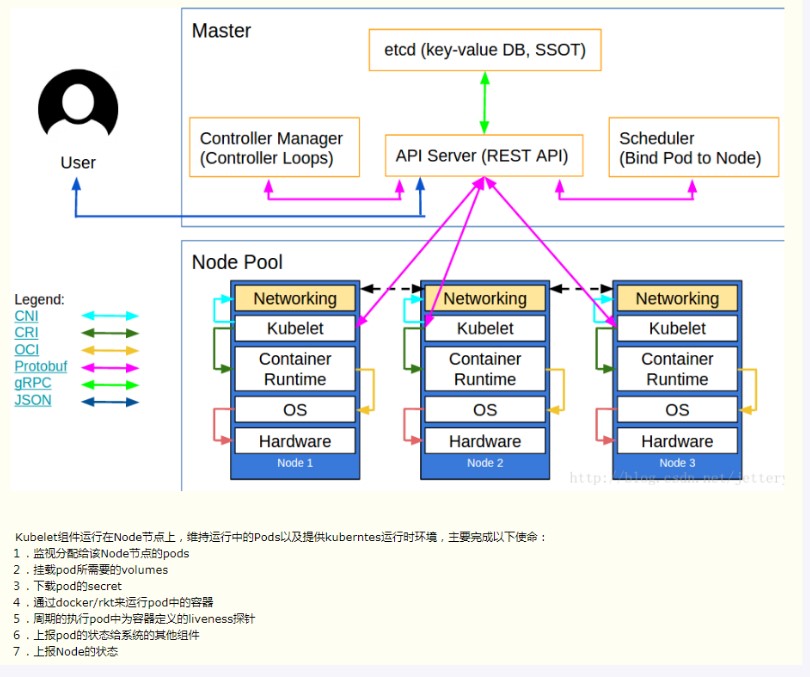 Master
etcd (key-value DB, SSOT)
Controller Manager
(Controller Loops)
API Server (REST API)
Scheduler
(Bind Pod to Node)
User
Node Pool
Legend:
CNI
CRI
OCI
Protobuf
gRPC
JSON
Networking
Kubelet
Container
Runtime
OS
Hardware
Node 1
Networking
Kubelet
Container
Runtime
OS
Hardware
Node 2
Networking
Kubelet
Container
Runtime
OS
Hardware
Node 3
http://blog.csdn.net/jettery
Kubelet组件运行在Node节点上，维持运行中的Pods以及提供kuberntes运行时环境，主要完成以下使命：
1．监视分配给该Node节点的pods
2．挂载pod所需要的volumes
3．下载pod的secret
4．通过docker/rkt来运行pod中的容器
5．周期的执行pod中为容器定义的liveness探针
6．上报pod的状态给系统的其他组件
7．上报Node的状态